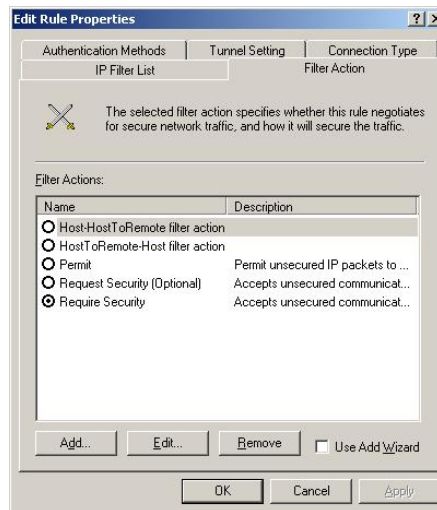 Edit Rule Properties
Authentication Methods Tunnel Setting Connection Type
IP Filter List Filter Action
The selected filter action specifies whether this rule negotiates
for secure network traffic, and how it will secure the traffic.
Filter Actions:
Name Description
Host-HostToRemote filter action
HostToRemote-Host filter action
Permit Permit unsecured IP packets to ...
Request Security (Optional) Accepts unsecured communicat...
Require Security Accepts unsecured communicat...
Add... Edit... Remove Use Add Wizard
OK Cancel Apply